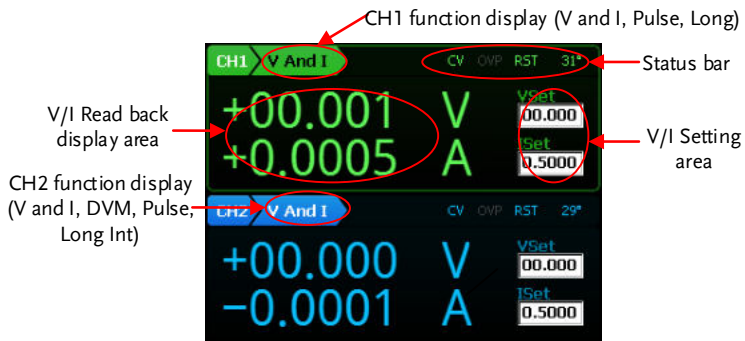 CH1 function display (V and I, Pulse, Long)
CH1 V And I CV OVP RST 31°
Status bar
+00.001 V
VSet
00.000
V/I Read back
display area
V/I Setting
area
+0.0005 A
ISet
0.5000
CH2 function display
(V and I, DVM, Pulse,
Long Int)
CH2 V And I CV OVP RST 29°
+00.000 V
VSet
00.000
-0.0001 A
ISet
0.5000